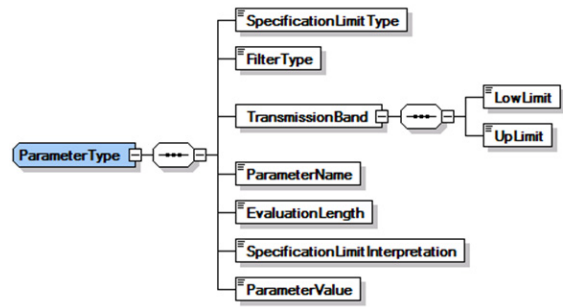 SpecificationLimitType
FilterType
TransmissionBand
LowLimit
UpLimit
ParameterType
ParameterName
EvaluationLength
SpecificationLimitInterpretation
ParameterValue